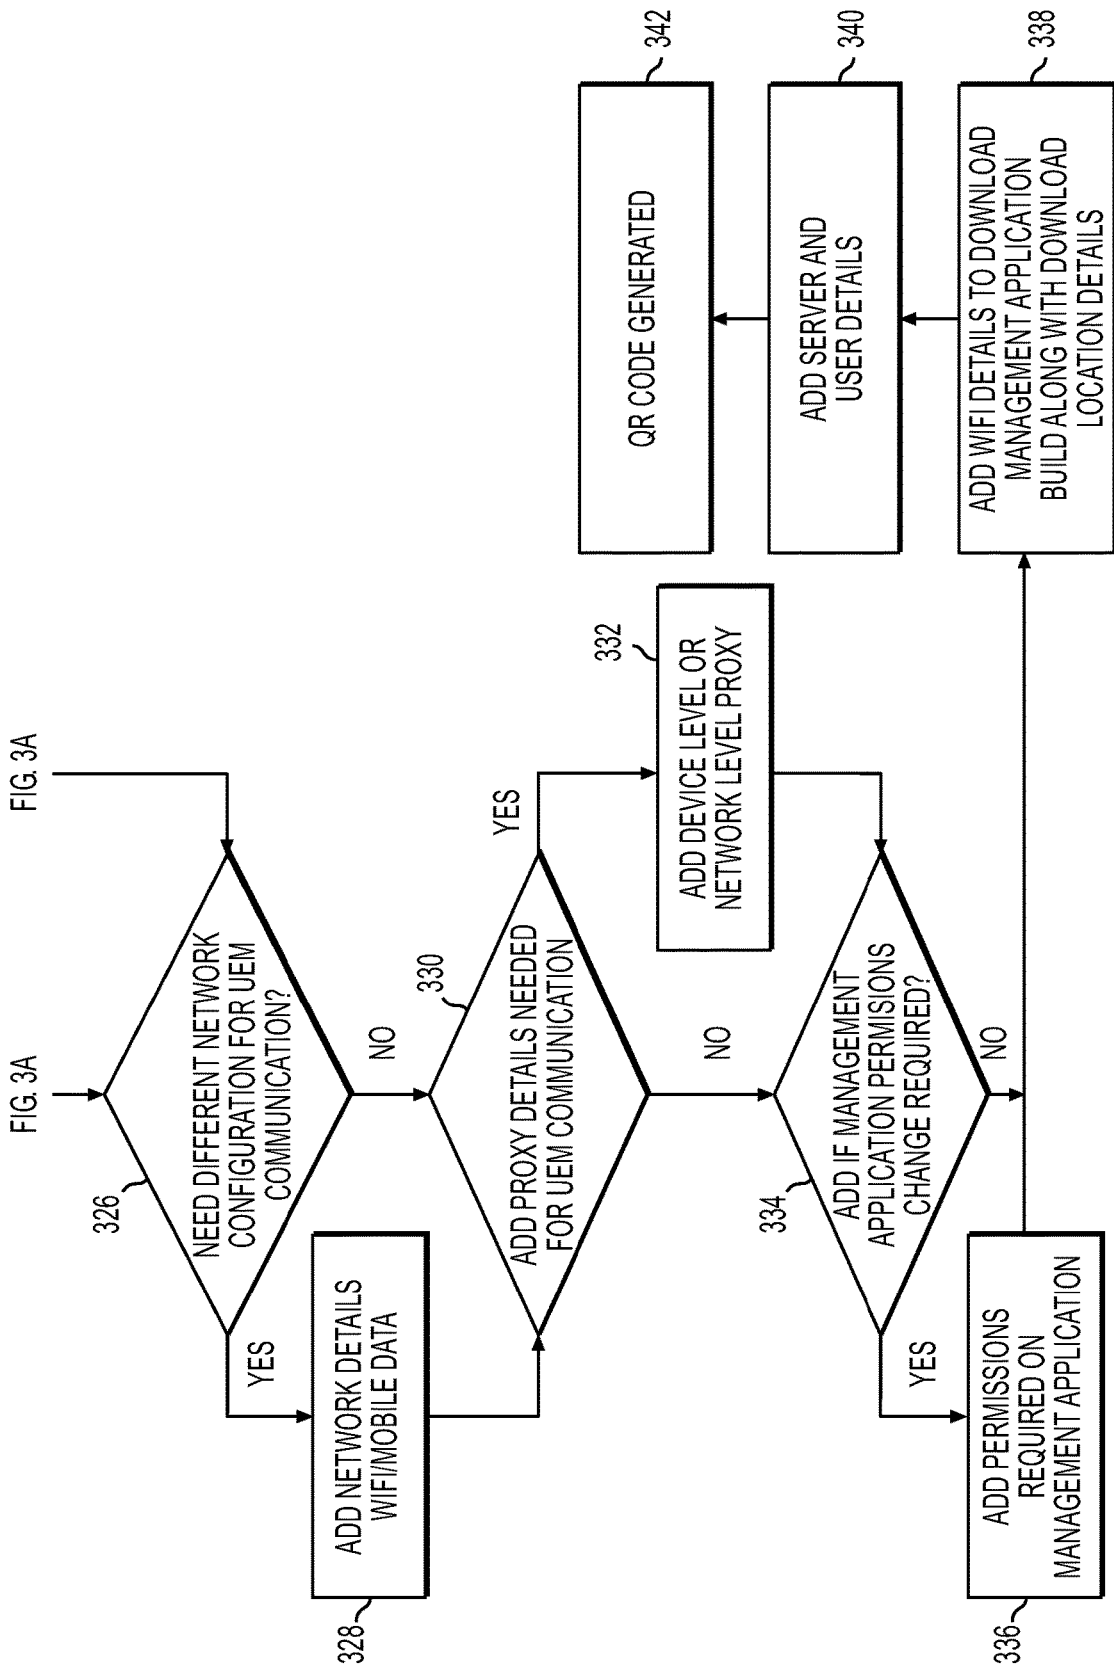 FIG. 3A
FIG. 3A
326
NEED DIFFERENT NETWORK
CONFIGURATION FOR UEM
COMMUNICATION?
YES
NO
328
ADD NETWORK DETAILS
WIFI/MOBILE DATA
330
ADD PROXY DETAILS NEEDED
FOR UEM COMMUNICATION
YES
NO
332
ADD DEVICE LEVEL OR
NETWORK LEVEL PROXY
334
ADD IF MANAGEMENT
APPLICATION PERMISIONS
CHANGE REQUIRED?
YES
NO
336
ADD PERMISSIONS
REQUIRED ON
MANAGEMENT APPLICATION
338
ADD WIFI DETAILS TO DOWNLOAD
MANAGEMENT APPLICATION
BUILD ALONG WITH DOWNLOAD
LOCATION DETAILS
340
ADD SERVER AND
USER DETAILS
342
QR CODE GENERATED